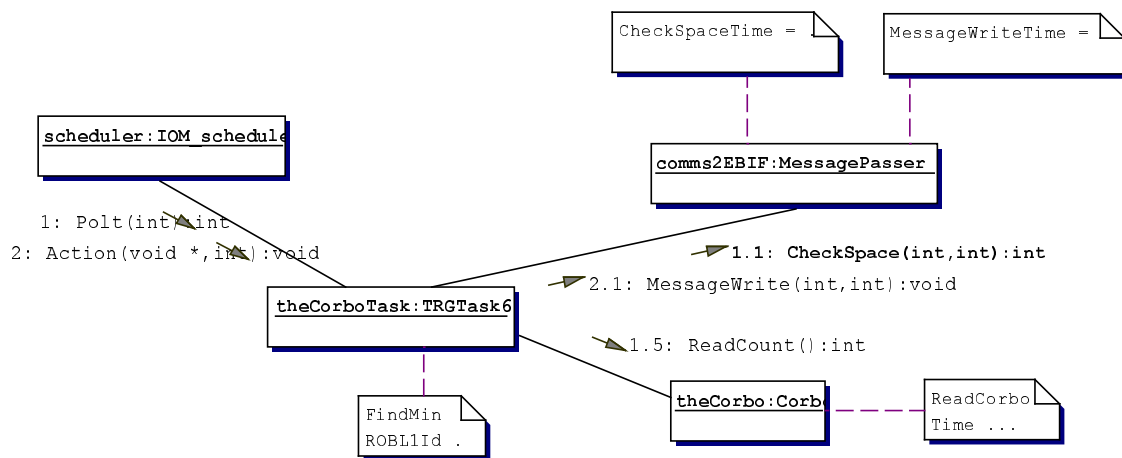 CheckSpaceTime = .
MessageWriteTime =
scheduler:IOM_schedule
comms2EBIF:MessagePasser
1: Polt(int):int
2: Action(void *,int):void
1.1: CheckSpace(int,int):int
2.1: MessageWrite(int,int):void
theCorboTask:TRGTask6
1.5: ReadCount():int
theCorbo:Corbo
ReadCorbo
Time ...
FindMin
ROBL1Id .